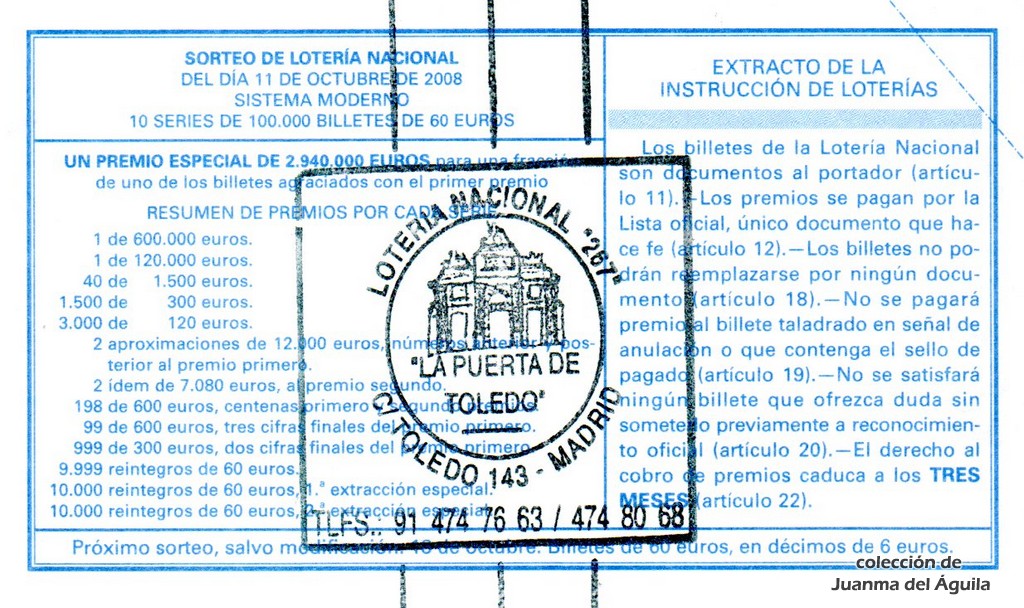 SORTEO DE LOTERÍA NACIONAL
DEL DÍA 11 DE OCTUBRE DE 2008
SISTEMA MODERNO
10 SERIES DE 100.000 BILLETES DE 60 EUROS
UN PREMIO ESPECIAL DE 2.940.000 EUROS para una fracción
de uno de los billetes agraciados con el primer premio
RESUMEN DE PREMIOS POR CADA SERIE
1 de 600.000 euros.
1 de 120.000 euros.
40 de 1.500 euros.
1.500 de 300 euros.
3.000 de 120 euros.
2 aproximaciones de 12.000 euros, números anterior y pos-
terior al premio primero.
2 ídem de 7.080 euros, al premio segundo.
198 de 600 euros, centenas primero y segundo premios.
99 de 600 euros, tres cifras finales del premio primero.
999 de 300 euros, dos cifras finales del premio primero.
9.999 reintegros de 60 euros.
10.000 reintegros de 60 euros, 1.ª extracción especial.
10.000 reintegros de 60 euros, extracción especial.
EXTRACTO DE LA
INSTRUCCIÓN DE LOTERÍAS
Los billetes de la Lotería Nacional
son documentos al portador (artícu-
lo 11).—Los premios se pagan por la
Lista oficial, único documento que ha-
ce fe (artículo 12).—Los billetes no po-
drán reemplazarse por ningún docu-
mento (artículo 18).—No se pagará
premio al billete taladrado en señal de
anulación o que contenga el sello de
pagado (artículo 19).—No se satisfará
ningún billete que ofrezca duda sin
someterlo previamente a reconocimien-
to oficial (artículo 20).—El derecho al
cobro de premios caduca a los TRES
MESES (artículo 22).
LOTERÍA NACIONAL "267"
"LA PUERTA DE
TOLEDO"
C/ TOLEDO 143 - MADRID
TLFS.: 91 474 76 63 / 474 80 68
Próximo sorteo, salvo modificación, 18 de octubre. Billetes de 60 euros, en décimos de 6 euros.
colección de
Juanma del Águila